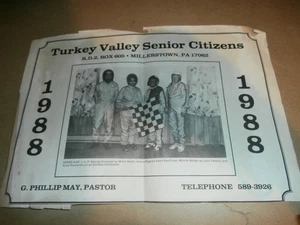 Turkey Valley Senior Citizens
R.D.2, BOX 605 • MILLERSTOWN, PA 17062
1988
1988
G. PHILLIP MAY, PASTOR
TELEPHONE 589-3926